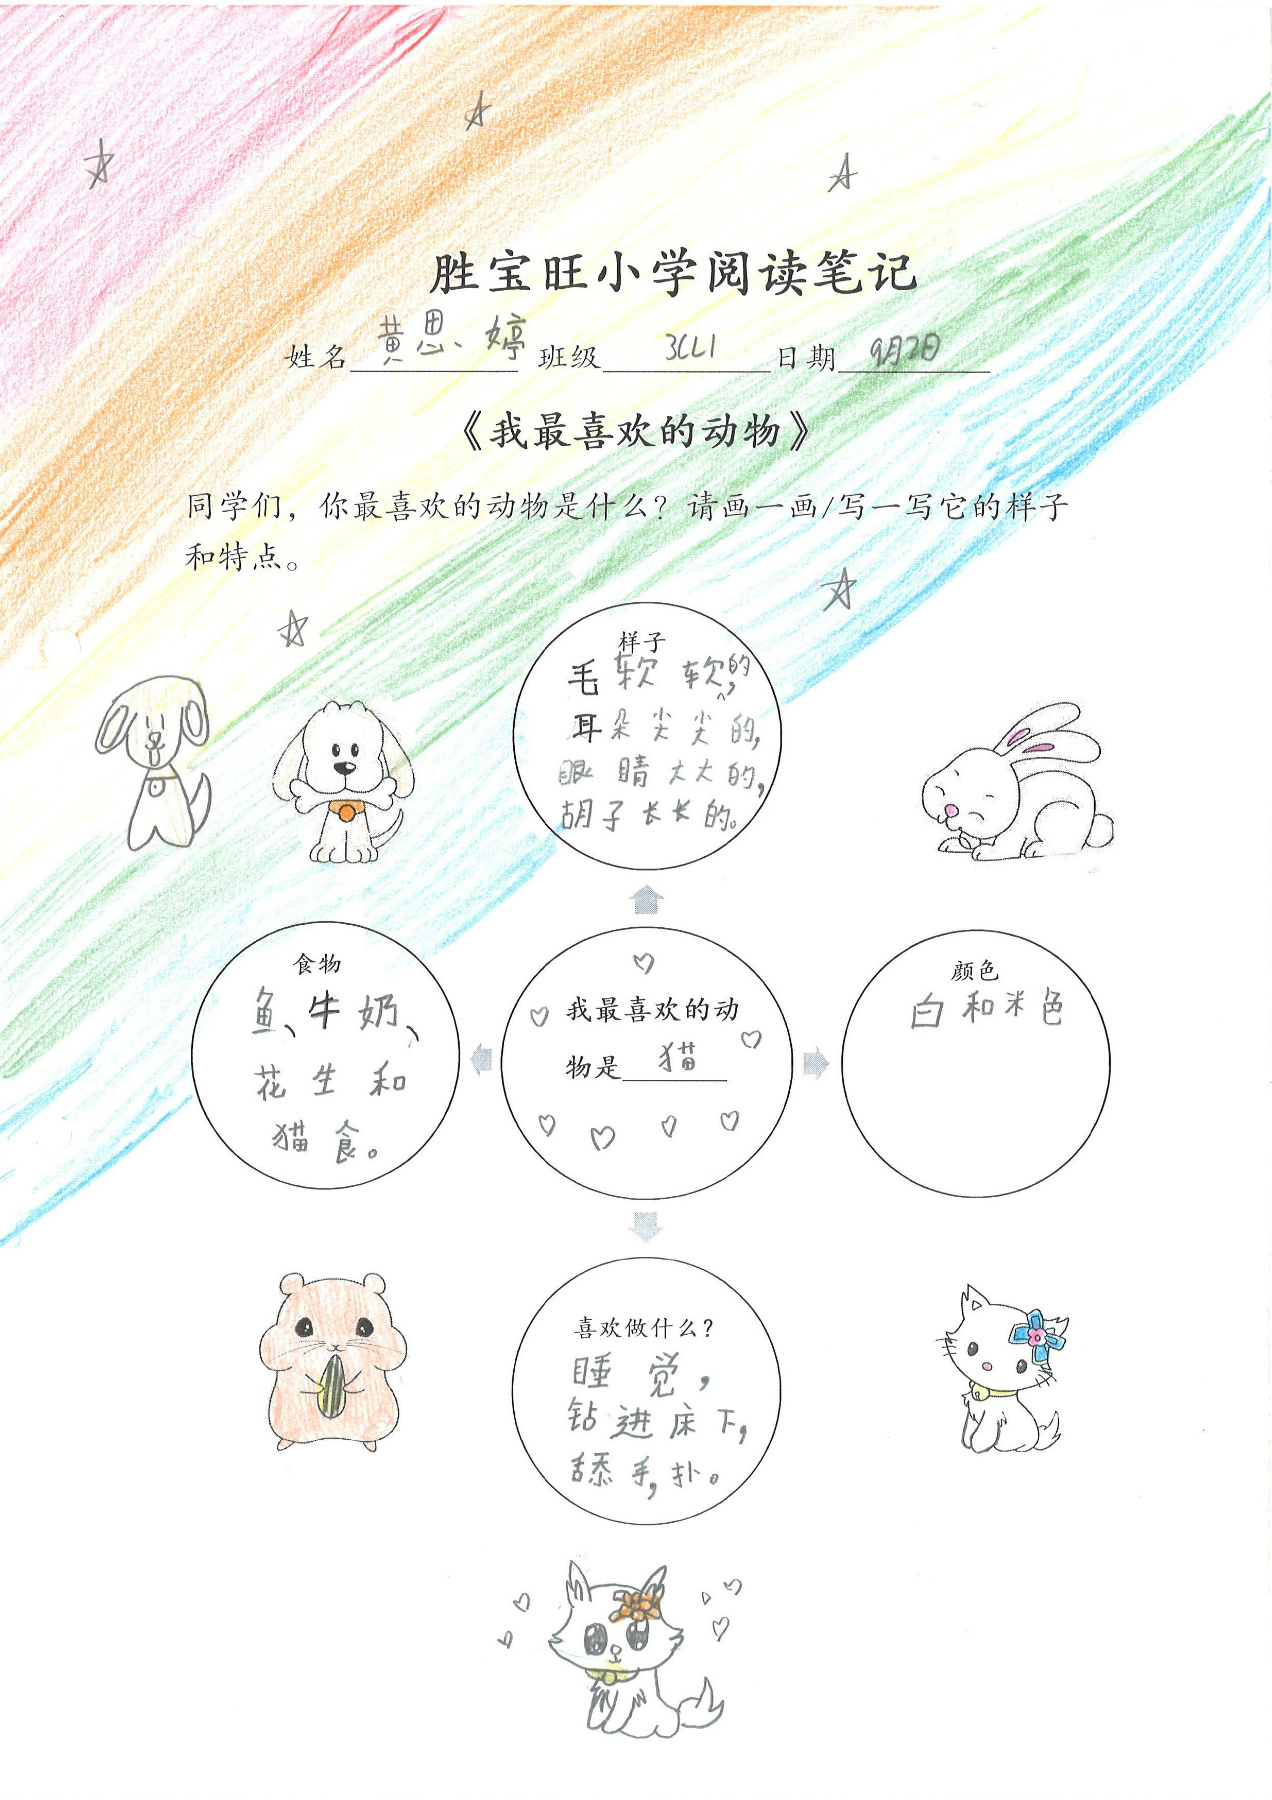 胜宝旺小学阅读笔记
姓名 黄思婷 班级 3CL1 日期 9月2日
《我最喜欢的动物》
同学们，你最喜欢的动物是什么？请画一画/写一写它的样子
和特点。
样子
毛软软的，
耳朵尖尖的，
眼睛大大的，
胡子长长的。
食物
鱼、牛奶、
花生和
猫食。
我最喜欢的动
物是 猫
颜色
白和米色
喜欢做什么？
睡觉，
钻进床下，
舔手，扑。